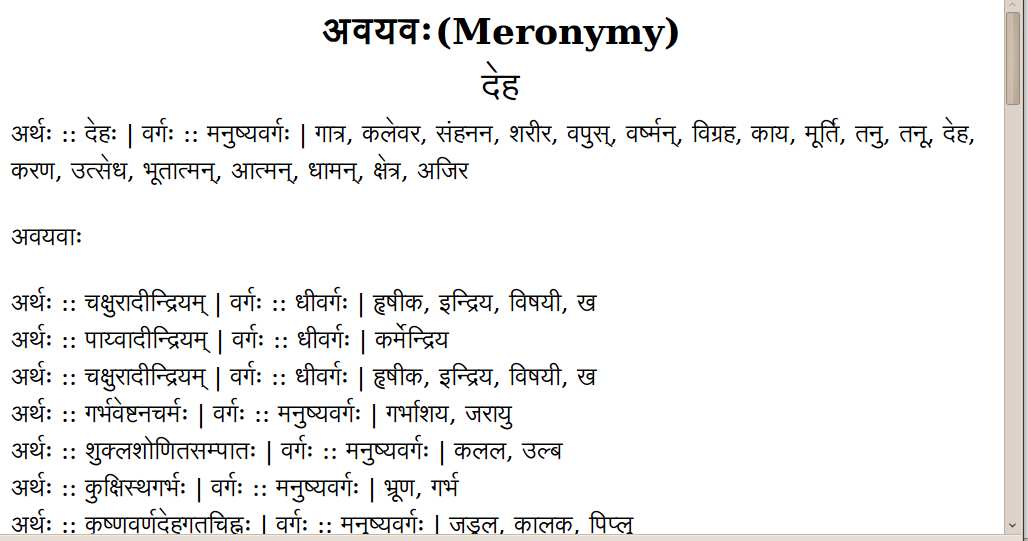 अवयवः(Meronymy)
देह
अर्थः :: देहः | वर्गः :: मनुष्यवर्गः | गात्र, कलेवर, संहनन, शरीर, वपुस्, वर्ष्मन्, विग्रह, काय, मूर्ति, तनु, तनू, देह,
करण, उत्सेध, भूतात्मन्, आत्मन्, धामन्, क्षेत्र, अजिर
अवयवाः
अर्थः :: चक्षुरादीन्द्रियम् | वर्गः :: धीवर्गः | हृषीक, इन्द्रिय, विषयी, ख
अर्थः :: पाय्वादीन्द्रियम् | वर्गः :: धीवर्गः | कर्मेन्द्रिय
अर्थः :: चक्षुरादीन्द्रियम् | वर्गः :: धीवर्गः | हृषीक, इन्द्रिय, विषयी, ख
अर्थः :: गर्भवेष्टनचर्मः | वर्गः :: मनुष्यवर्गः | गर्भाशय, जरायु
अर्थः :: शुक्लशोणितसम्पातः | वर्गः :: मनुष्यवर्गः | कलल, उल्ब
अर्थः :: कुक्षिस्थगर्भः | वर्गः :: मनुष्यवर्गः | भ्रूण, गर्भ
अर्थः :: कृष्णवर्णदेहगतचिह्नः | वर्गः :: मनुष्यवर्गः | जडुल, कालक, पिप्लु